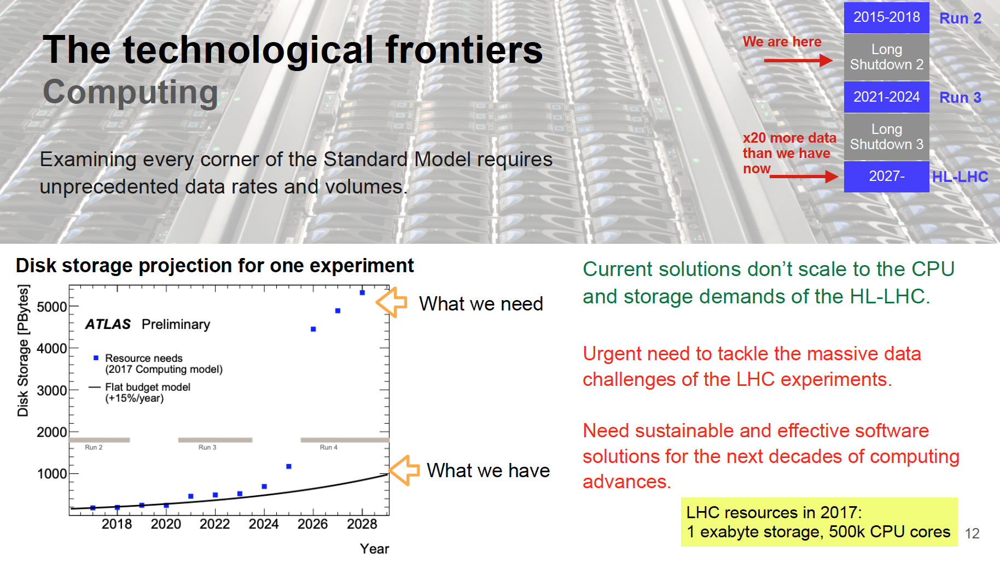 The technological frontiers
Computing
Examining every corner of the Standard Model requires
unprecedented data rates and volumes.
2015-2018
Run 2
We are here
Long
Shutdown 2
2021-2024
Run 3
Long
Shutdown 3
x20 more data
than we have
now
2027-
HL-LHC
Disk storage projection for one experiment
Disk Storage [PBytes]
5000
4000
3000
2000
1000
ATLAS Preliminary
Resource needs
(2017 Computing model)
Flat budget model
(+15%/year)
Run 2
Run 3
Run 4
2018
2020
2022
2024
2026
2028
Year
What we need
What we have
Current solutions don’t scale to the CPU
and storage demands of the HL-LHC.
Urgent need to tackle the massive data
challenges of the LHC experiments.
Need sustainable and effective software
solutions for the next decades of computing
advances.
LHC resources in 2017:
1 exabyte storage, 500k CPU cores
12